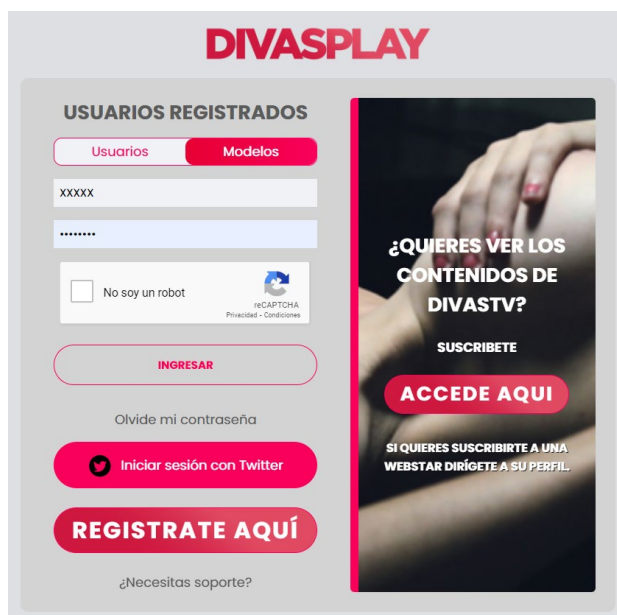 DIVASPLAY
USUARIOS REGISTRADOS
Usuarios
Modelos
xxxxx
••••••••
No soy un robot
reCAPTCHA
Privacidad - Condiciones
INGRESAR
Olvide mi contraseña
Iniciar sesión con Twitter
REGISTRATE AQUÍ
¿Necesitas soporte?
¿QUIERES VER LOS
CONTENIDOS DE
DIVASTV?
SUSCRIBETE
ACCEDE AQUI
SI QUIERES SUSCRIBIRTE A UNA
WEBSTAR DIRÍGETE A SU PERFIL.